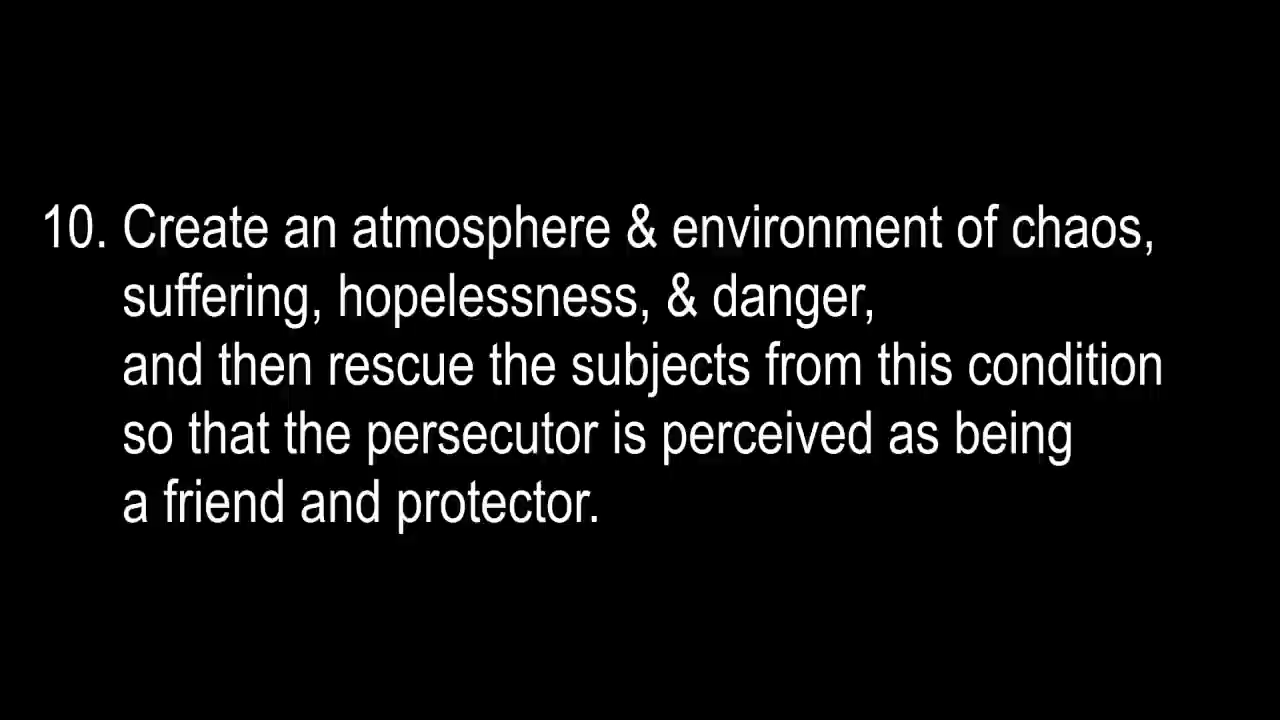 10. Create an atmosphere & environment of chaos,
suffering, hopelessness, & danger,
and then rescue the subjects from this condition
so that the persecutor is perceived as being
a friend and protector.